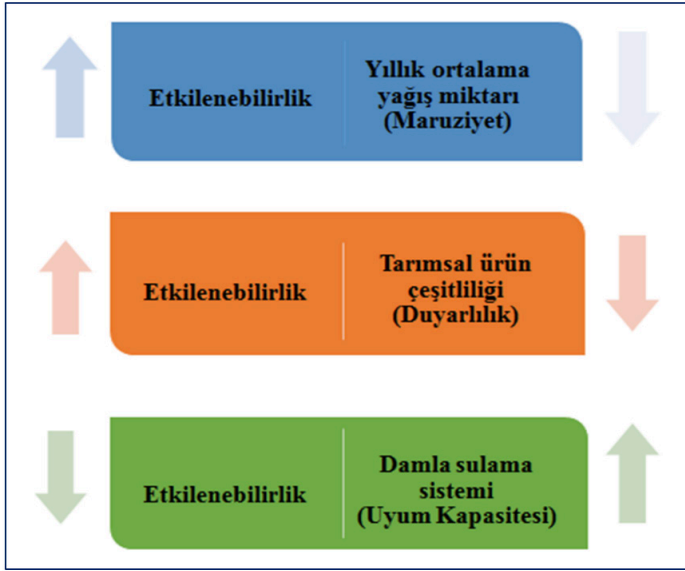 Etkilenebilirlik
Yıllık ortalama
yağış miktarı
(Maruziyet)
Etkilenebilirlik
Tarımsal ürün
çeşitliliği
(Duyarlılık)
Etkilenebilirlik
Damla sulama
sistemi
(Uyum Kapasitesi)